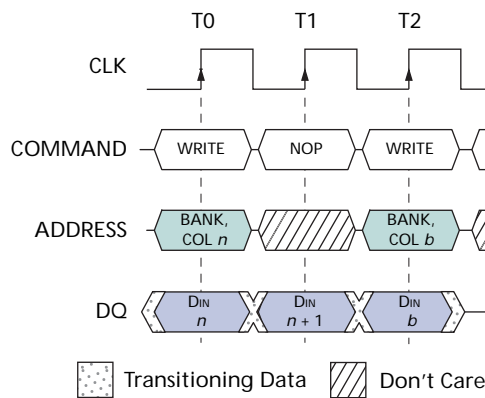 T0 T1 T2
CLK
COMMAND WRITE NOP WRITE
ADDRESS BANK, COL n BANK, COL b
DQ DIN n DIN n + 1 DIN b
Transitioning Data Don't Care